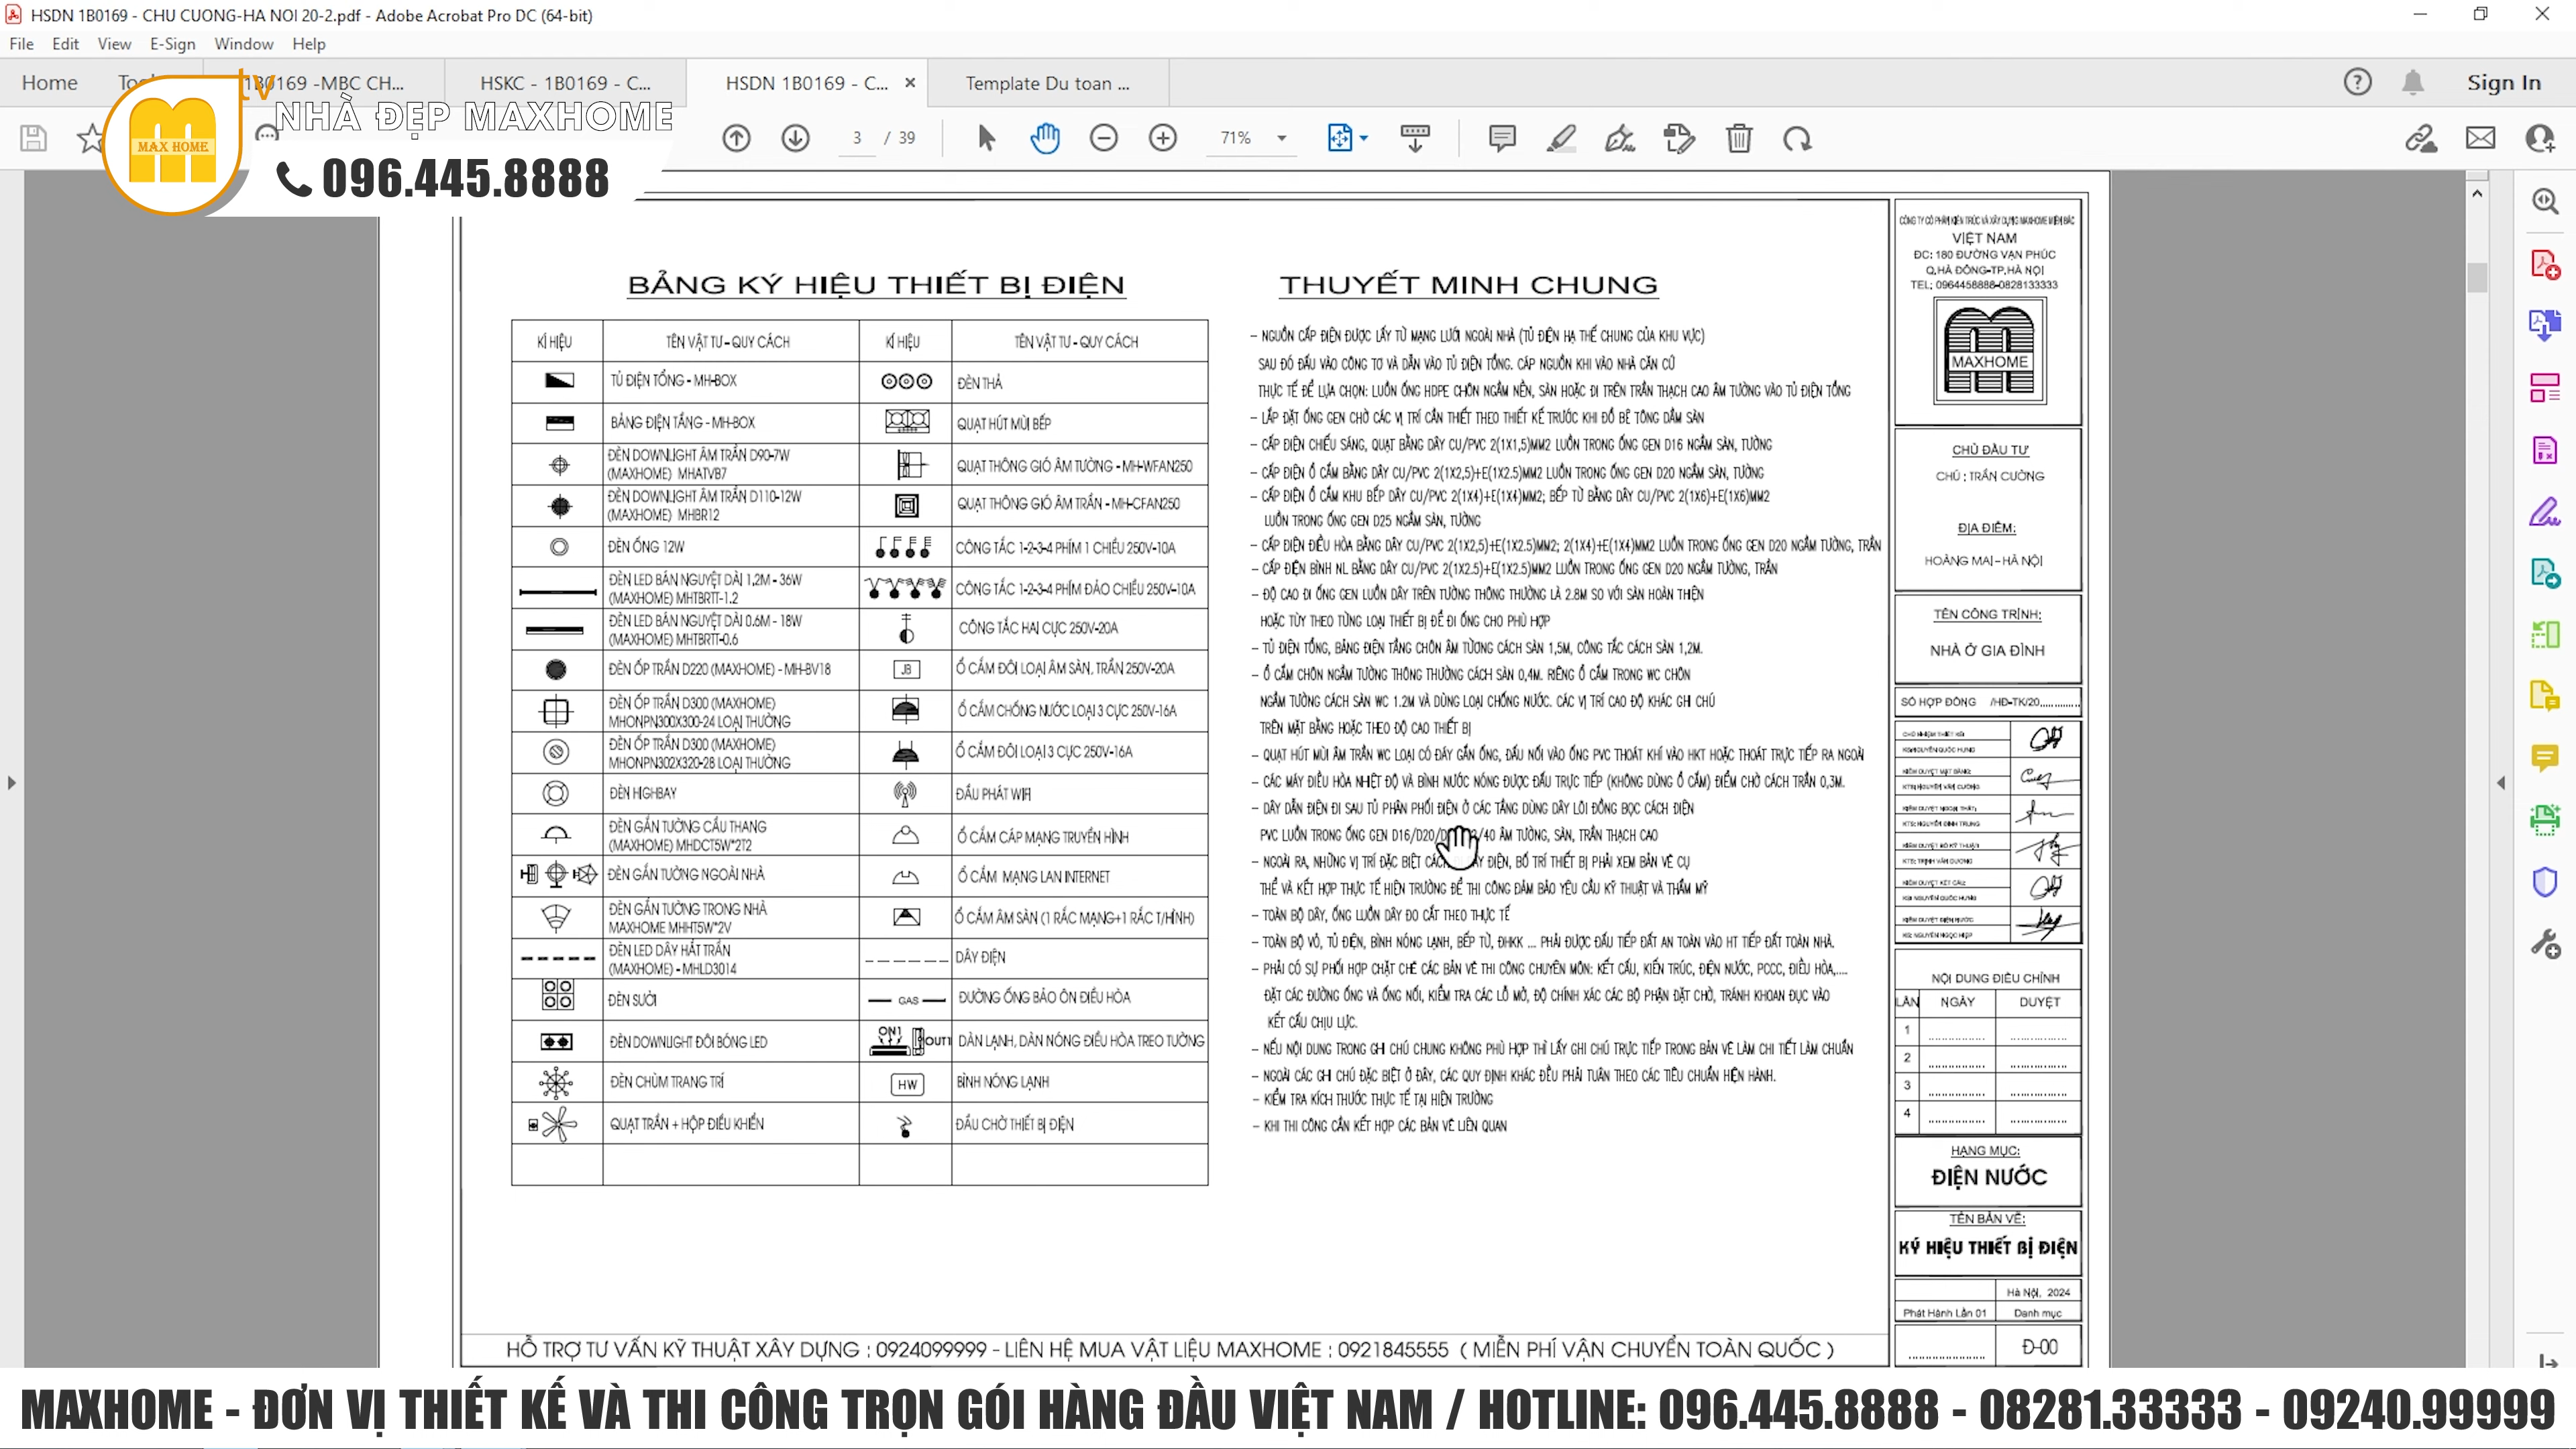 HSDN 1B0169 - CHU CUONG-HA NOI 20-2.pdf - Adobe Acrobat Pro DC (64-bit)
File Edit View E-Sign Window Help
Home 1B0169 -MBC CH... HSKC - 1B0169 - C... HSDN 1B0169 - C... Template Du toan ... Sign In
tv
NHÀ ĐẸP MAXHOME
MAX HOME
096.445.8888
3 / 39 71%
BẢNG KÝ HIỆU THIẾT BỊ ĐIỆN
KÍ HIỆU TÊN VẬT TƯ - QUY CÁCH KÍ HIỆU TÊN VẬT TƯ - QUY CÁCH
TỦ ĐIỆN TỔNG - MH-BOX ĐÈN THẢ
BẢNG ĐIỆN TẦNG - MH-BOX QUẠT HÚT MÙI BẾP
ĐÈN DOWNLIGHT ÂM TRẦN D90-7W
(MAXHOME) MHATVB7 QUẠT THÔNG GIÓ ÂM TƯỜNG - MH-WFAN250
ĐÈN DOWNLIGHT ÂM TRẦN D110-12W
(MAXHOME) MHBR12 QUẠT THÔNG GIÓ ÂM TRẦN - MH-CFAN250
ĐÈN ỐNG 12W CÔNG TẮC 1-2-3-4 PHÍM 1 CHIỀU 250V-10A
ĐÈN LED BÁN NGUYỆT DÀI 1,2M - 36W
(MAXHOME) MHTBRTT-1.2 CÔNG TẮC 1-2-3-4 PHÍM ĐẢO CHIỀU 250V-10A
ĐÈN LED BÁN NGUYỆT DÀI 0.6M - 18W
(MAXHOME) MHTBRTT-0.6 CÔNG TẮC HAI CỰC 250V-20A
ĐÈN ỐP TRẦN D220 (MAXHOME) - MH-BV18 JB Ổ CẮM ĐÔI LOẠI ÂM SÀN, TRẦN 250V-20A
ĐÈN ỐP TRẦN D300 (MAXHOME)
MHONPN300X300-24 LOẠI THƯỜNG Ổ CẮM CHỐNG NƯỚC LOẠI 3 CỰC 250V-16A
ĐÈN ỐP TRẦN D300 (MAXHOME)
MHONPN302X320-28 LOẠI THƯỜNG Ổ CẮM ĐÔI LOẠI 3 CỰC 250V-16A
ĐÈN HIGHBAY ĐẦU PHÁT WIFI
ĐÈN GẮN TƯỜNG CẦU THANG
(MAXHOME) MHDCT5W*2T2 Ổ CẮM CÁP MẠNG TRUYỀN HÌNH
ĐÈN GẮN TƯỜNG NGOÀI NHÀ Ổ CẮM MẠNG LAN INTERNET
ĐÈN GẮN TƯỜNG TRONG NHÀ
MAXHOME MHHT5W*2V Ổ CẮM ÂM SÀN (1 RẮC MẠNG+1 RẮC T/HÌNH)
ĐÈN LED DÂY HẮT TRẦN
(MAXHOME) - MHLD3014 DÂY ĐIỆN
ĐÈN SƯỞI GAS ĐƯỜNG ỐNG BẢO ÔN ĐIỀU HÒA
ĐÈN DOWNLIGHT ĐÔI BÓNG LED ON1 OUT1 DÀN LẠNH, DÀN NÓNG ĐIỀU HÒA TREO TƯỜNG
ĐÈN CHÙM TRANG TRÍ HW BÌNH NÓNG LẠNH
QUẠT TRẦN + HỘP ĐIỀU KHIỂN ĐẦU CHỜ THIẾT BỊ ĐIỆN
THUYẾT MINH CHUNG
- NGUỒN CẤP ĐIỆN ĐƯỢC LẤY TỪ MẠNG LƯỚI NGOÀI NHÀ (TỦ ĐIỆN HẠ THẾ CHUNG CỦA KHU VỰC)
SAU ĐÓ ĐẤU VÀO CÔNG TƠ VÀ DẪN VÀO TỦ ĐIỆN TỔNG. CÁP NGUỒN KHI VÀO NHÀ CĂN CỨ
THỰC TẾ ĐỂ LỰA CHỌN: LUỒN ỐNG HDPE CHÔN NGẦM NỀN, SÀN HOẶC ĐI TRÊN TRẦN THẠCH CAO ÂM TƯỜNG VÀO TỦ ĐIỆN TỔNG
- LẮP ĐẶT ỐNG GEN CHỜ CÁC VỊ TRÍ CẦN THIẾT THEO THIẾT KẾ TRƯỚC KHI ĐỔ BÊ TÔNG DẦM SÀN
- CẤP ĐIỆN CHIẾU SÁNG, QUẠT BẰNG DÂY CU/PVC 2(1X1,5)MM2 LUỒN TRONG ỐNG GEN D16 NGẦM SÀN, TƯỜNG
- CẤP ĐIỆN Ổ CẮM BẰNG DÂY CU/PVC 2(1X2,5)+E(1X2.5)MM2 LUỒN TRONG ỐNG GEN D20 NGẦM SÀN, TƯỜNG
- CẤP ĐIỆN Ổ CẮM KHU BẾP DÂY CU/PVC 2(1X4)+E(1X4)MM2; BẾP TỪ BẰNG DÂY CU/PVC 2(1X6)+E(1X6)MM2
LUỒN TRONG ỐNG GEN D25 NGẦM SÀN, TƯỜNG
- CẤP ĐIỆN ĐIỀU HÒA BẰNG DÂY CU/PVC 2(1X2,5)+E(1X2.5)MM2; 2(1X4)+E(1X4)MM2 LUỒN TRONG ỐNG GEN D20 NGẦM TƯỜNG, TRẦN
- CẤP ĐIỆN BÌNH NL BẰNG DÂY CU/PVC 2(1X2.5)+E(1X2.5)MM2 LUỒN TRONG ỐNG GEN D20 NGẦM TƯỜNG, TRẦN
- ĐỘ CAO ĐI ỐNG GEN LUỒN DÂY TRÊN TƯỜNG THÔNG THƯỜNG LÀ 2.8M SO VỚI SÀN HOÀN THIỆN
HOẶC TÙY THEO TỪNG LOẠI THIẾT BỊ ĐỂ ĐI ỐNG CHO PHÙ HỢP
- TỦ ĐIỆN TỔNG, BẢNG ĐIỆN TẦNG CHÔN ÂM TƯỜNG CÁCH SÀN 1,5M, CÔNG TẮC CÁCH SÀN 1,2M.
- Ổ CẮM CHÔN NGẦM TƯỜNG THÔNG THƯỜNG CÁCH SÀN 0,4M. RIÊNG Ổ CẮM TRONG WC CHÔN
NGẦM TƯỜNG CÁCH SÀN WC 1.2M VÀ DÙNG LOẠI CHỐNG NƯỚC. CÁC VỊ TRÍ CAO ĐỘ KHÁC GHI CHÚ
TRÊN MẶT BẰNG HOẶC THEO ĐỘ CAO THIẾT BỊ
- QUẠT HÚT MÙI ÂM TRẦN WC LOẠI CÓ ĐÁY GẮN ỐNG, ĐẤU NỐI VÀO ỐNG PVC THOÁT KHÍ VÀO HKT HOẶC THOÁT TRỰC TIẾP RA NGOÀI
- CÁC MÁY ĐIỀU HÒA NHIỆT ĐỘ VÀ BÌNH NƯỚC NÓNG ĐƯỢC ĐẤU TRỰC TIẾP (KHÔNG DÙNG Ổ CẮM) ĐIỂM CHỜ CÁCH TRẦN 0,3M.
- DÂY DẪN ĐIỆN ĐI SAU TỦ PHÂN PHỐI ĐIỆN Ở CÁC TẦNG DÙNG DÂY LÕI ĐỒNG BỌC CÁCH ĐIỆN
PVC LUỒN TRONG ỐNG GEN D16/D20/ /40 ÂM TƯỜNG, SÀN, TRẦN THẠCH CAO
- NGOÀI RA, NHỮNG VỊ TRÍ ĐẶC BIỆT ĐIỆN, BỐ TRÍ THIẾT BỊ PHẢI XEM BẢN VẼ CỤ
THỂ VÀ KẾT HỢP THỰC TẾ HIỆN TRƯỜNG ĐỂ THI CÔNG ĐẢM BẢO YÊU CẦU KỸ THUẬT VÀ THẨM MỸ
- TOÀN BỘ DÂY, ỐNG LUỒN DÂY ĐO CẮT THEO THỰC TẾ
- TOÀN BỘ VỎ, TỦ ĐIỆN, BÌNH NÓNG LẠNH, BẾP TỪ, ĐHKK ... PHẢI ĐƯỢC ĐẤU TIẾP ĐẤT AN TOÀN VÀO HT TIẾP ĐẤT TOÀN NHÀ.
- PHẢI CÓ SỰ PHỐI HỢP CHẶT CHẼ CÁC BẢN VẼ THI CÔNG CHUYÊN MÔN: KẾT CẤU, KIẾN TRÚC, ĐIỆN NƯỚC, PCCC, ĐIỀU HÒA,....
ĐẶT CÁC ĐƯỜNG ỐNG VÀ ỐNG NỐI, KIỂM TRA CÁC LỖ MỞ, ĐỘ CHÍNH XÁC CÁC BỘ PHẬN ĐẶT CHỜ, TRÁNH KHOAN ĐỤC VÀO
KẾT CẤU CHỊU LỰC.
- NẾU NỘI DUNG TRONG GHI CHÚ CHUNG KHÔNG PHÙ HỢP THÌ LẤY GHI CHÚ TRỰC TIẾP TRONG BẢN VẼ LÀM CHI TIẾT LÀM CHUẨN
- NGOÀI CÁC GHI CHÚ ĐẶC BIỆT Ở ĐÂY, CÁC QUY ĐỊNH KHÁC ĐỀU PHẢI TUÂN THEO CÁC TIÊU CHUẨN HIỆN HÀNH.
- KIỂM TRA KÍCH THƯỚC THỰC TẾ TẠI HIỆN TRƯỜNG
- KHI THI CÔNG CẦN KẾT HỢP CÁC BẢN VẼ LIÊN QUAN
CÔNG TY CỔ PHẦN KIẾN TRÚC VÀ XÂY DỰNG MAXHOME MIỀN BẮC
VIỆT NAM
ĐC: 180 ĐƯỜNG VẠN PHÚC
Q.HÀ ĐÔNG-TP.HÀ NỘI
TEL; 0964458888-0828133333
MAXHOME
CHỦ ĐẦU TƯ
CHÚ : TRẦN CƯỜNG
ĐỊA ĐIỂM:
HOÀNG MAI-HÀ NỘI
TÊN CÔNG TRÌNH:
NHÀ Ở GIA ĐÌNH
SỐ HỢP ĐỒNG /HĐ-TK/20.............
NỘI DUNG ĐIỀU CHỈNH
LẦN NGÀY DUYỆT
1
2
3
4
HẠNG MỤC:
ĐIỆN NƯỚC
TÊN BẢN VẼ:
KÝ HIỆU THIẾT BỊ ĐIỆN
Hà Nội, 2024
Phát Hành Lần 01 Danh mục
Đ-00
HỖ TRỢ TƯ VẤN KỸ THUẬT XÂY DỰNG : 0924099999 - LIÊN HỆ MUA VẬT LIỆU MAXHOME : 0921845555 ( MIỄN PHÍ VẬN CHUYỂN TOÀN QUỐC )
MAXHOME - ĐƠN VỊ THIẾT KẾ VÀ THI CÔNG TRỌN GÓI HÀNG ĐẦU VIỆT NAM / HOTLINE: 096.445.8888 - 08281.33333 - 09240.99999